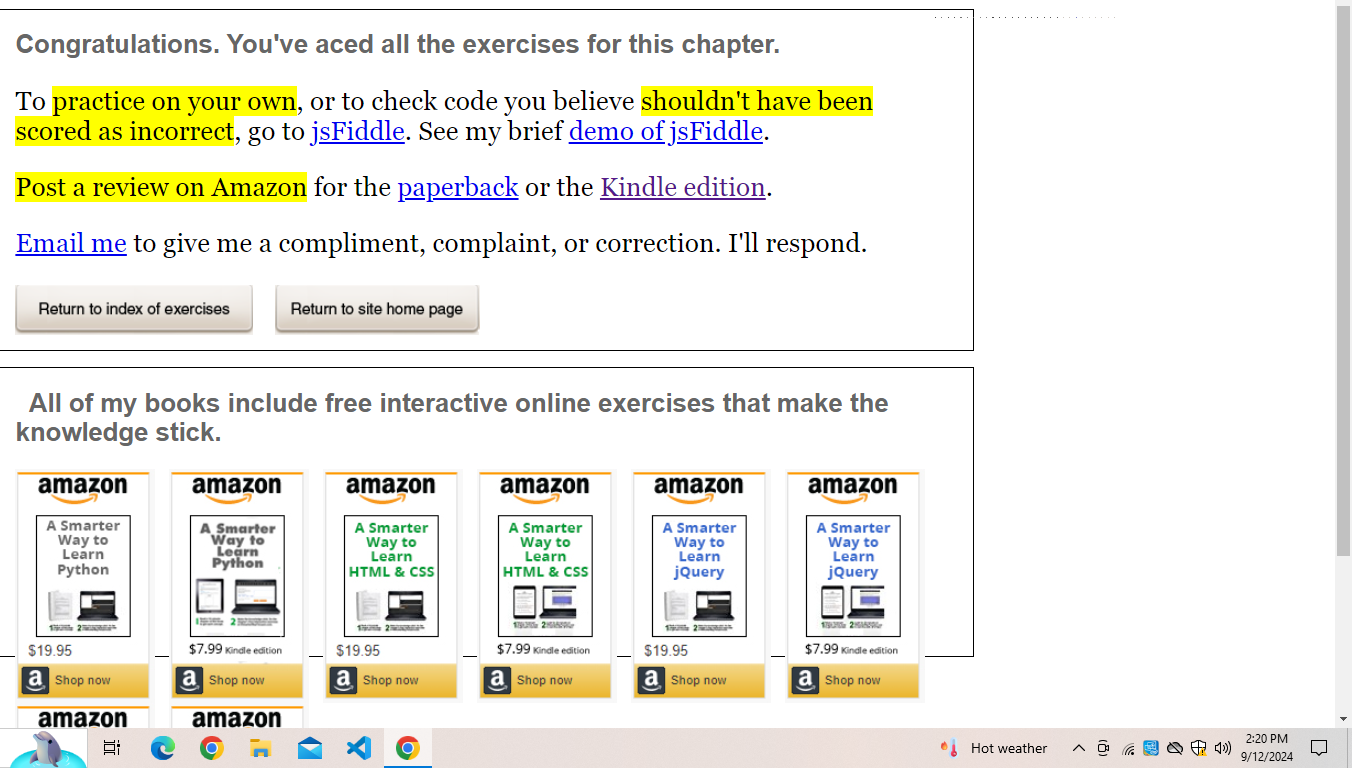 Congratulations. You've aced all the exercises for this chapter.
To practice on your own, or to check code you believe shouldn't have been
scored as incorrect, go to jsFiddle. See my brief demo of jsFiddle.
Post a review on Amazon for the paperback or the Kindle edition.
Email me to give me a compliment, complaint, or correction. I'll respond.
Return to index of exercises Return to site home page
All of my books include free interactive online exercises that make the
knowledge stick.
amazon amazon amazon amazon amazon amazon
A Smarter
Way to
Learn
Python
A Smarter
Way to
Learn
Python
A Smarter
Way to
Learn
HTML & CSS
A Smarter
Way to
Learn
HTML & CSS
A Smarter
Way to
Learn
jQuery
A Smarter
Way to
Learn
jQuery
$19.95 $7.99 Kindle edition $19.95 $7.99 Kindle edition $19.95 $7.99 Kindle edition
a Shop now a Shop now a Shop now a Shop now a Shop now a Shop now
amazon amazon
Hot weather
2:20 PM
9/12/2024